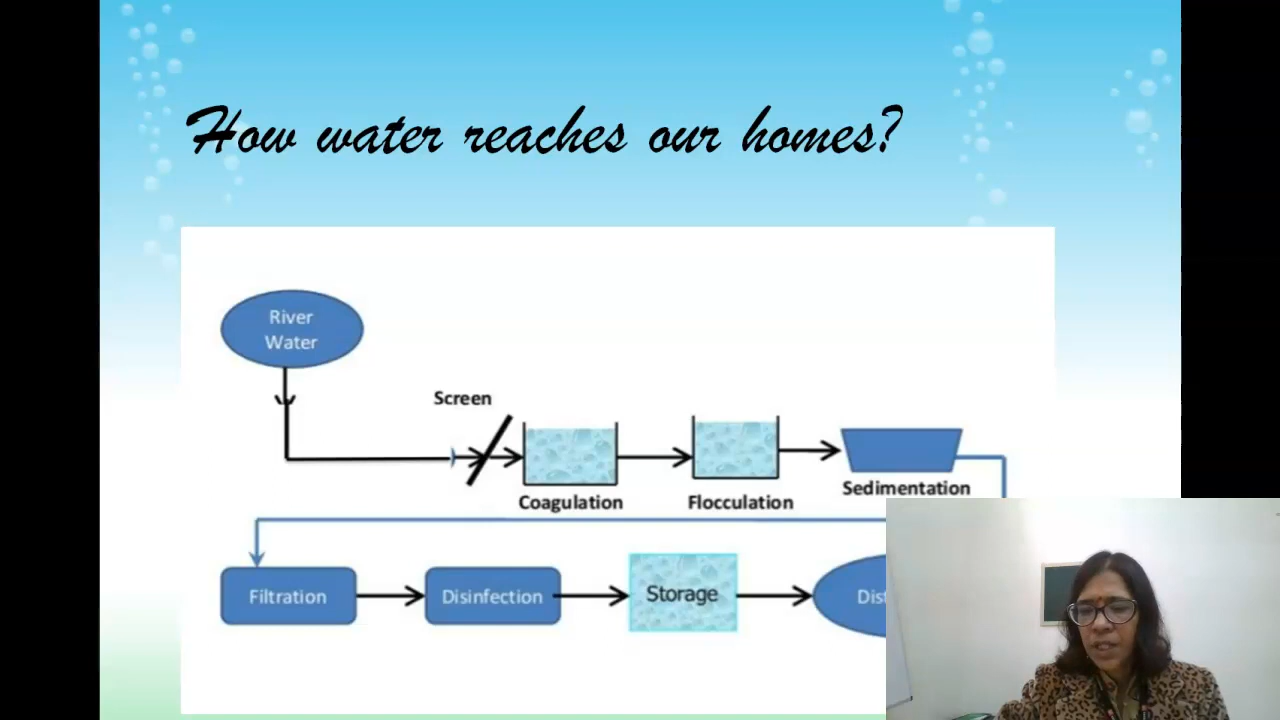 How water reaches our homes?
River
Water
Screen
Coagulation
Flocculation
Sedimentation
Filtration
Disinfection
Storage